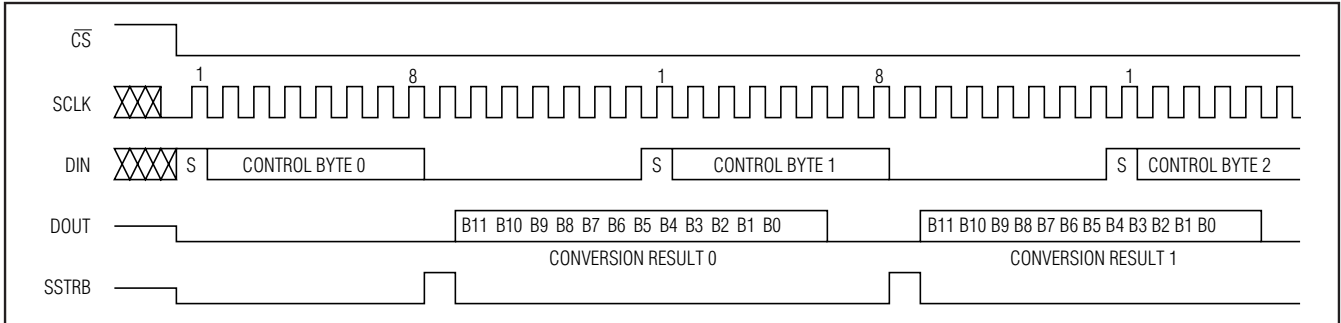 CS
1 8 1 8 1
SCLK
DIN S CONTROL BYTE 0 S CONTROL BYTE 1 S CONTROL BYTE 2
DOUT B11 B10 B9 B8 B7 B6 B5 B4 B3 B2 B1 B0 B11 B10 B9 B8 B7 B6 B5 B4 B3 B2 B1 B0
CONVERSION RESULT 0 CONVERSION RESULT 1
SSTRB